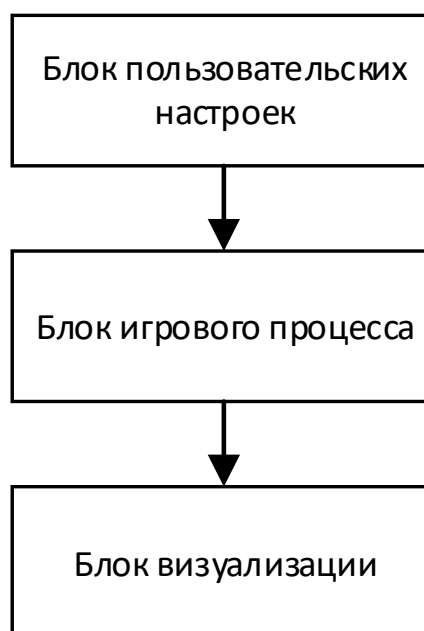 Блок пользовательских
настроек
Блок игрового процесса
Блок визуализации